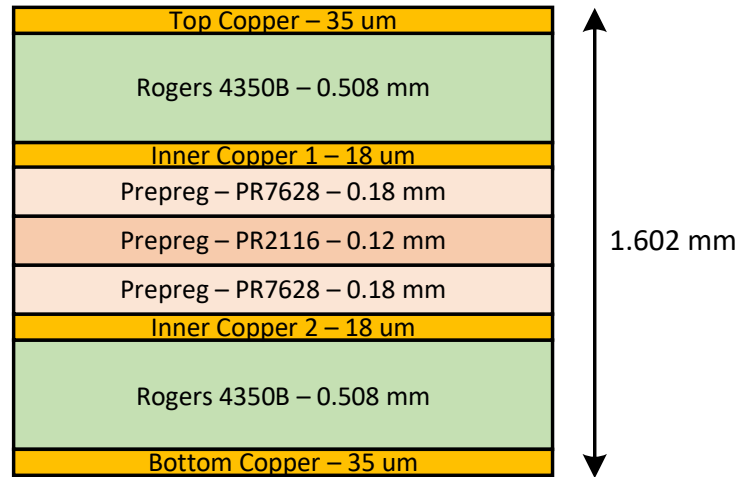 Top Copper – 35 um
Rogers 4350B – 0.508 mm
Inner Copper 1 – 18 um
Prepreg – PR7628 – 0.18 mm
Prepreg – PR2116 – 0.12 mm
1.602 mm
Prepreg – PR7628 – 0.18 mm
Inner Copper 2 – 18 um
Rogers 4350B – 0.508 mm
Bottom Copper – 35 um